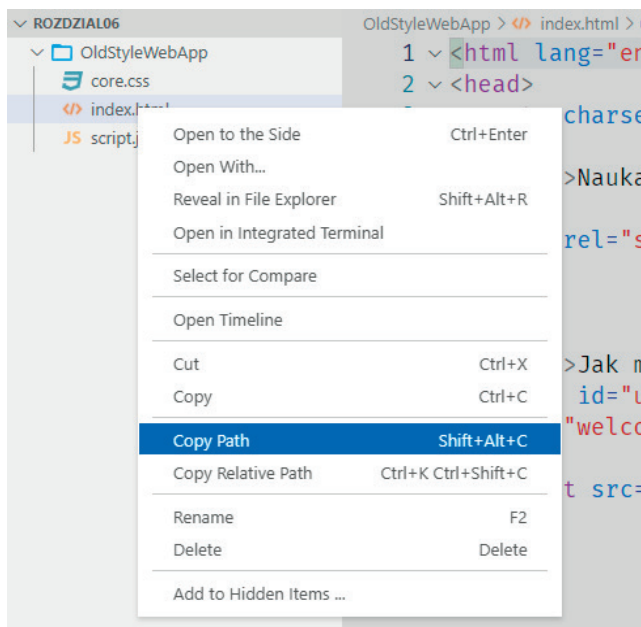 ROZDZIAL06
OldStyleWebApp
core.css
index.html
JS script.j
OldStyleWebApp > index.html >
1 <html lang="en
2 <head>
charse
>Nauka
rel="s
>Jak m
id="u
"welco
t src=
Open to the Side Ctrl+Enter
Open With...
Reveal in File Explorer Shift+Alt+R
Open in Integrated Terminal
Select for Compare
Open Timeline
Cut Ctrl+X
Copy Ctrl+C
Copy Path Shift+Alt+C
Copy Relative Path Ctrl+K Ctrl+Shift+C
Rename F2
Delete Delete
Add to Hidden Items ...